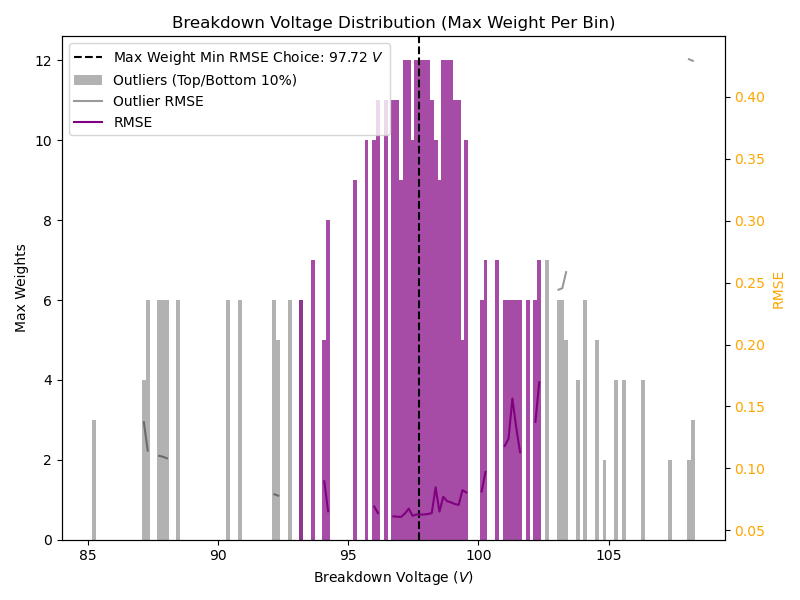 Breakdown Voltage Distribution (Max Weight Per Bin)
Max Weight Min RMSE Choice: 97.72 V
Outliers (Top/Bottom 10%)
Outlier RMSE
RMSE
Max Weights
0
2
4
6
8
10
12
85
90
95
100
105
Breakdown Voltage (V)
0.05
0.10
0.15
0.20
0.25
0.30
0.35
0.40
RMSE